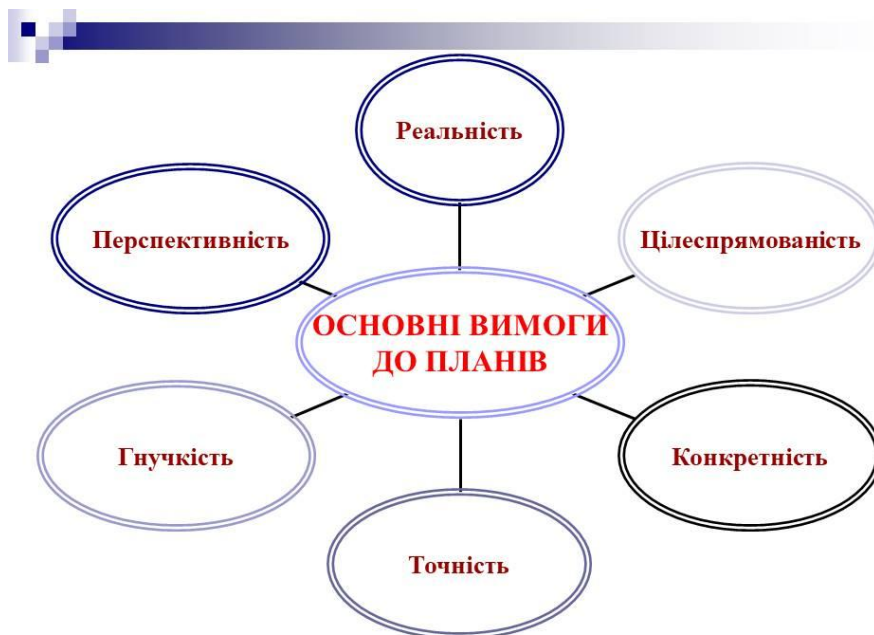 Реальність
Перспективність
Цілеспрямованість
ОСНОВНІ ВИМОГИ
ДО ПЛАНІВ
Гнучкість
Конкретність
Точність